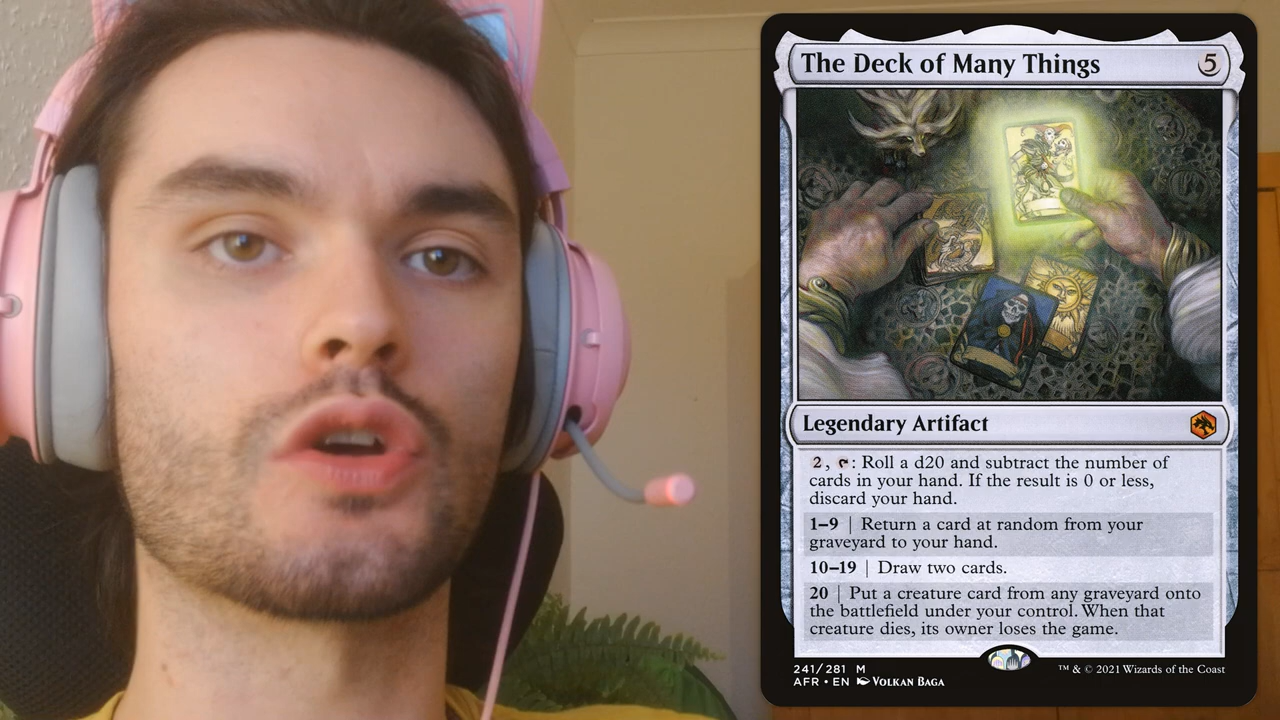 The Deck of Many Things 5
Legendary Artifact
2, : Roll a d20 and subtract the number of
cards in your hand. If the result is 0 or less,
discard your hand.
1–9 | Return a card at random from your
graveyard to your hand.
10–19 | Draw two cards.
20 | Put a creature card from any graveyard onto
the battlefield under your control. When that
creature dies, its owner loses the game.
241/281 M
AFR • EN VOLKAN BAGA
™ & © 2021 Wizards of the Coast